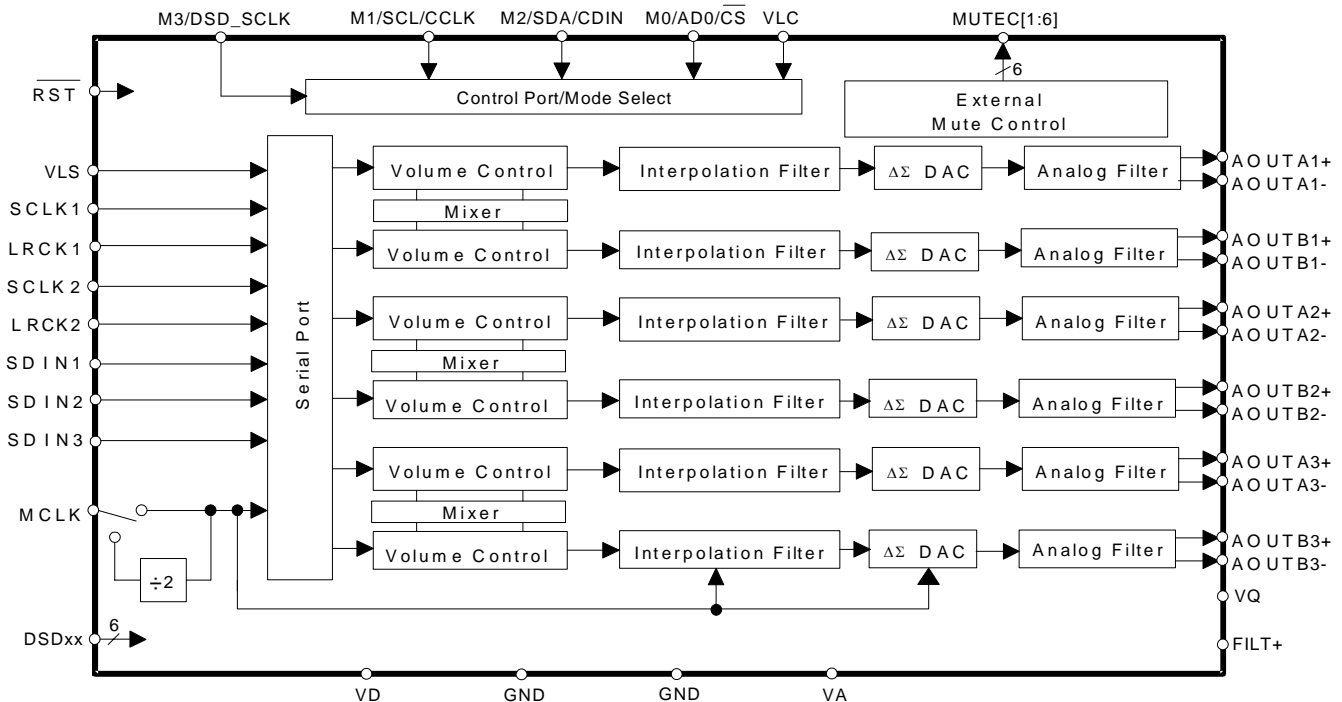 M3/DSD_SCLK
M1/SCL/CCLK
M2/SDA/CDIN
M0/AD0/CS
VLC
MUTEC[1:6]
RST
Control Port/Mode Select
6
External
Mute Control
VLS
SCLK1
LRCK1
SCLK2
LRCK2
SDIN1
SDIN2
SDIN3
MCLK
÷2
DSDxx
6
Serial Port
Volume Control
Interpolation Filter
ΔΣ DAC
Analog Filter
AOUTA1+
AOUTA1-
Mixer
Volume Control
Interpolation Filter
ΔΣ DAC
Analog Filter
AOUTB1+
AOUTB1-
Volume Control
Interpolation Filter
ΔΣ DAC
Analog Filter
AOUTA2+
AOUTA2-
Mixer
Volume Control
Interpolation Filter
ΔΣ DAC
Analog Filter
AOUTB2+
AOUTB2-
Volume Control
Interpolation Filter
ΔΣ DAC
Analog Filter
AOUTA3+
AOUTA3-
Mixer
Volume Control
Interpolation Filter
ΔΣ DAC
Analog Filter
AOUTB3+
AOUTB3-
VQ
FILT+
VD
GND
GND
VA